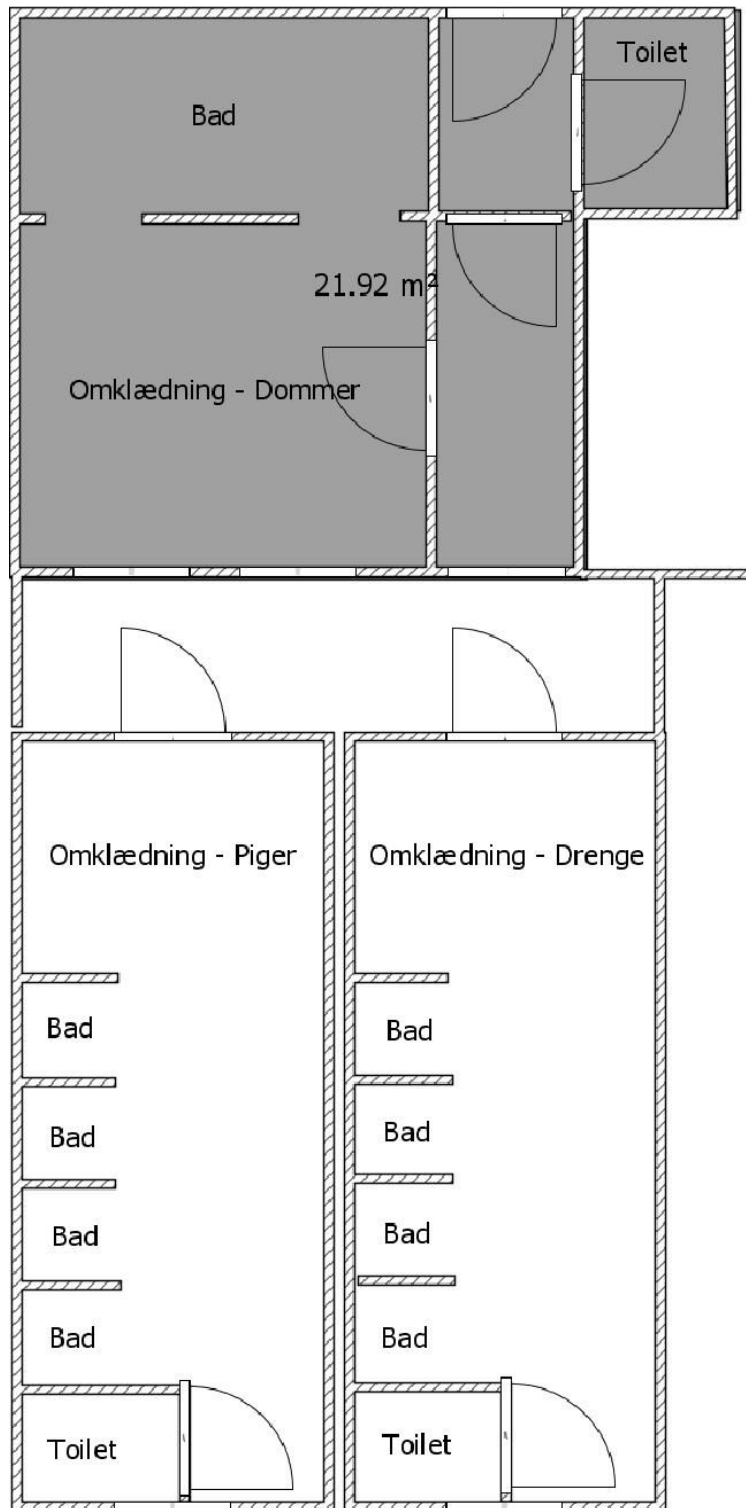 Toilet
Bad
21.92 m²
Omklædning - Dommer
Omklædning - Piger
Omklædning - Drenge
Bad
Bad
Bad
Bad
Bad
Bad
Bad
Bad
Toilet
Toilet